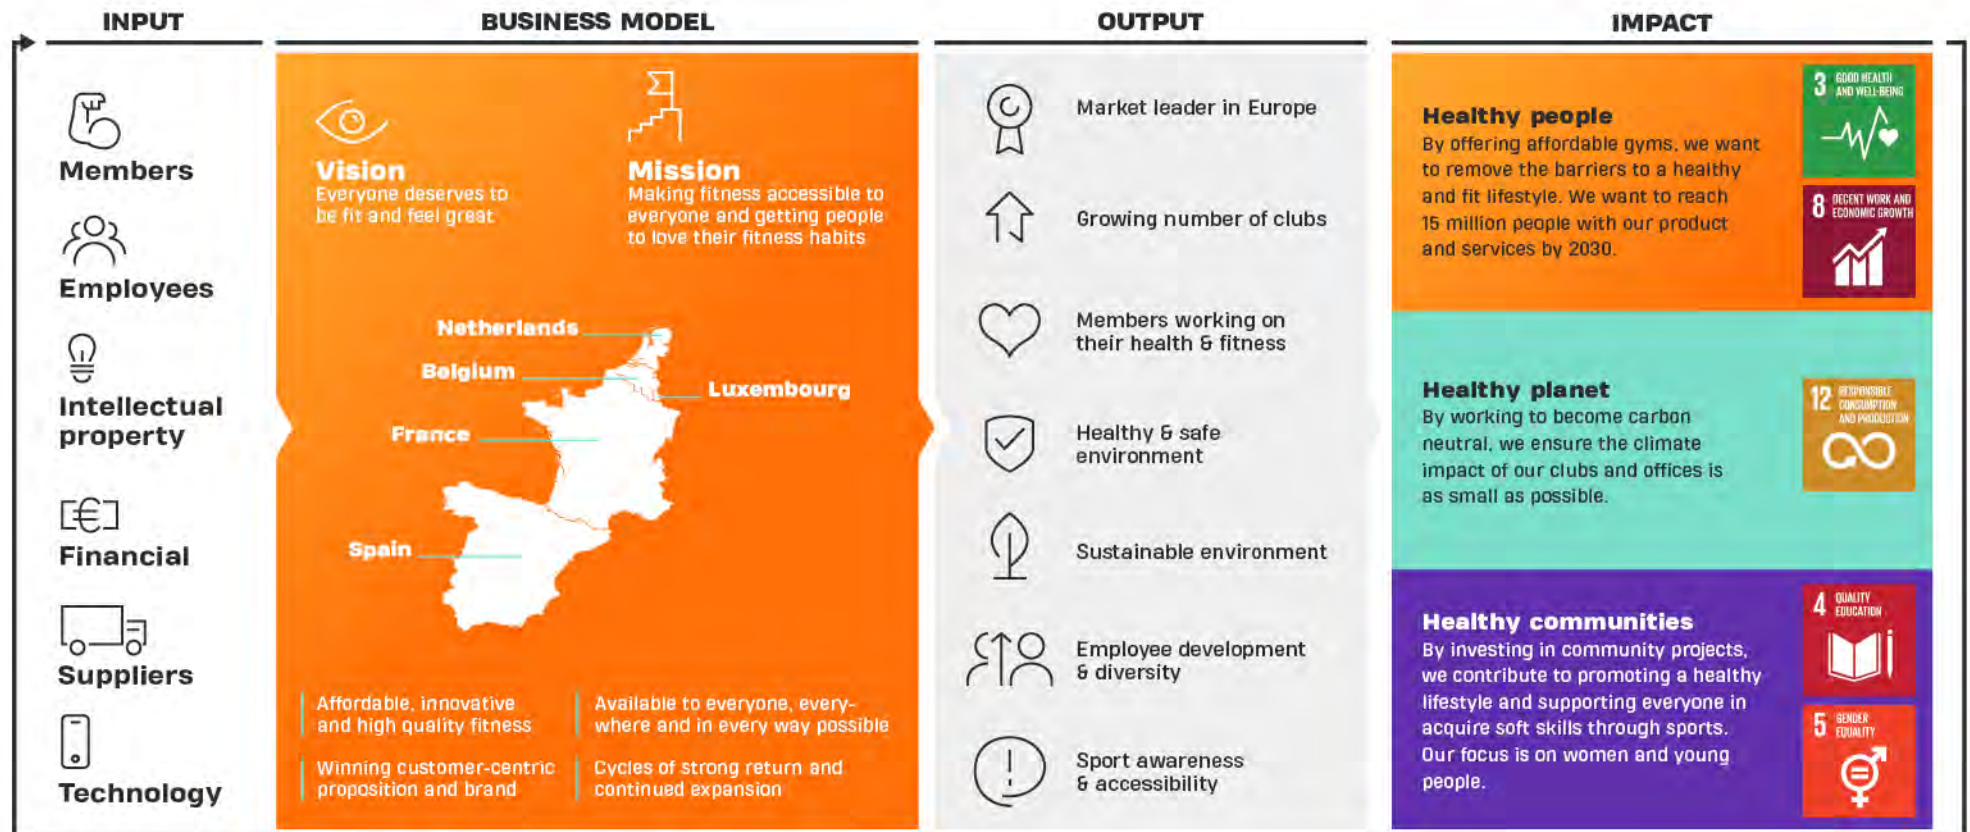 INPUT
Members
Employees
Intellectual
property
Financial
Suppliers
Technology
BUSINESS MODEL
Vision
Everyone deserves to
be fit and feel great
Mission
Making fitness accessible to
everyone and getting people
to love their fitness habits
Netherlands
Belgium
Luxembourg
France
Spain
Affordable, innovative
and high quality fitness
Available to everyone, every-
where and in every way possible
Winning customer-centric
proposition and brand
Cycles of strong return and
continued expansion
OUTPUT
Market leader in Europe
Growing number of clubs
Members working on
their health & fitness
Healthy & safe
environment
Sustainable environment
Employee development
& diversity
Sport awareness
& accessibility
IMPACT
Healthy people
By offering affordable gyms, we want
to remove the barriers to a healthy
and fit lifestyle. We want to reach
15 million people with our product
and services by 2030.
3 GOOD HEALTH
AND WELL-BEING
8 DECENT WORK AND
ECONOMIC GROWTH
Healthy planet
By working to become carbon
neutral, we ensure the climate
impact of our clubs and offices is
as small as possible.
12 RESPONSIBLE
CONSUMPTION
AND PRODUCTION
Healthy communities
By investing in community projects,
we contribute to promoting a healthy
lifestyle and supporting everyone in
acquire soft skills through sports.
Our focus is on women and young
people.
4 QUALITY
EDUCATION
5 GENDER
EQUALITY